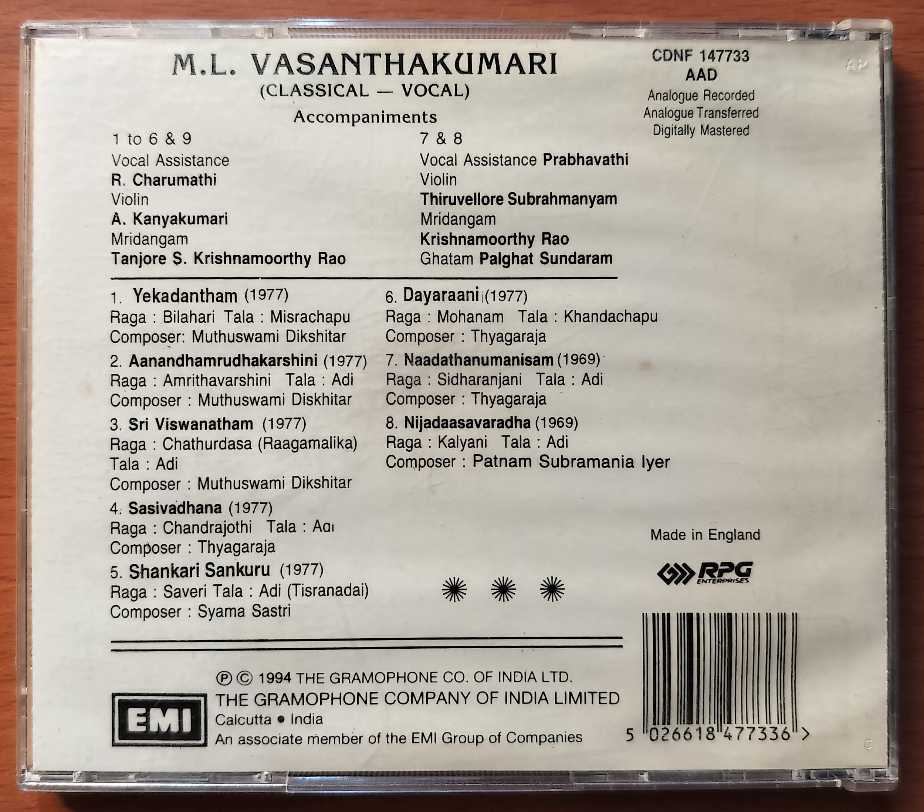 M.L. VASANTHAKUMARI
(CLASSICAL — VOCAL)
Accompaniments
CDNF 147733
AAD
Analogue Recorded
Analogue Transferred
Digitally Mastered
1 to 6 & 9
Vocal Assistance
R. Charumathi
Violin
A. Kanyakumari
Mridangam
Tanjore S. Krishnamoorthy Rao
7 & 8
Vocal Assistance Prabhavathi
Violin
Thiruvellore Subrahmanyam
Mridangam
Krishnamoorthy Rao
Ghatam Palghat Sundaram
1. Yekadantham (1977)
Raga : Bilahari Tala : Misrachapu
Composer: Muthuswami Dikshitar
2. Aanandhamrudhakarshini (1977)
Raga : Amrithavarshini Tala : Adi
Composer : Muthuswami Diskhitar
3. Sri Viswanatham (1977)
Raga : Chathurdasa (Raagamalika)
Tala : Adi
Composer : Muthuswami Dikshitar
4. Sasivadhana (1977)
Raga : Chandrajothi Tala : Adi
Composer : Thyagaraja
5. Shankari Sankuru (1977)
Raga : Saveri Tala : Adi (Tisranadai)
Composer : Syama Sastri
6. Dayaraani (1977)
Raga : Mohanam Tala : Khandachapu
Composer : Thyagaraja
7. Naadathanumanisam (1969)
Raga : Sidharanjani Tala : Adi
Composer : Thyagaraja
8. Nijadaasavaradha (1969)
Raga : Kalyani Tala : Adi
Composer : Patnam Subramania Iyer
Made in England
RPG
ENTERPRISES
℗ © 1994 THE GRAMOPHONE CO. OF INDIA LTD.
THE GRAMOPHONE COMPANY OF INDIA LIMITED
EMI
Calcutta • India
An associate member of the EMI Group of Companies
5 026618 477336 >